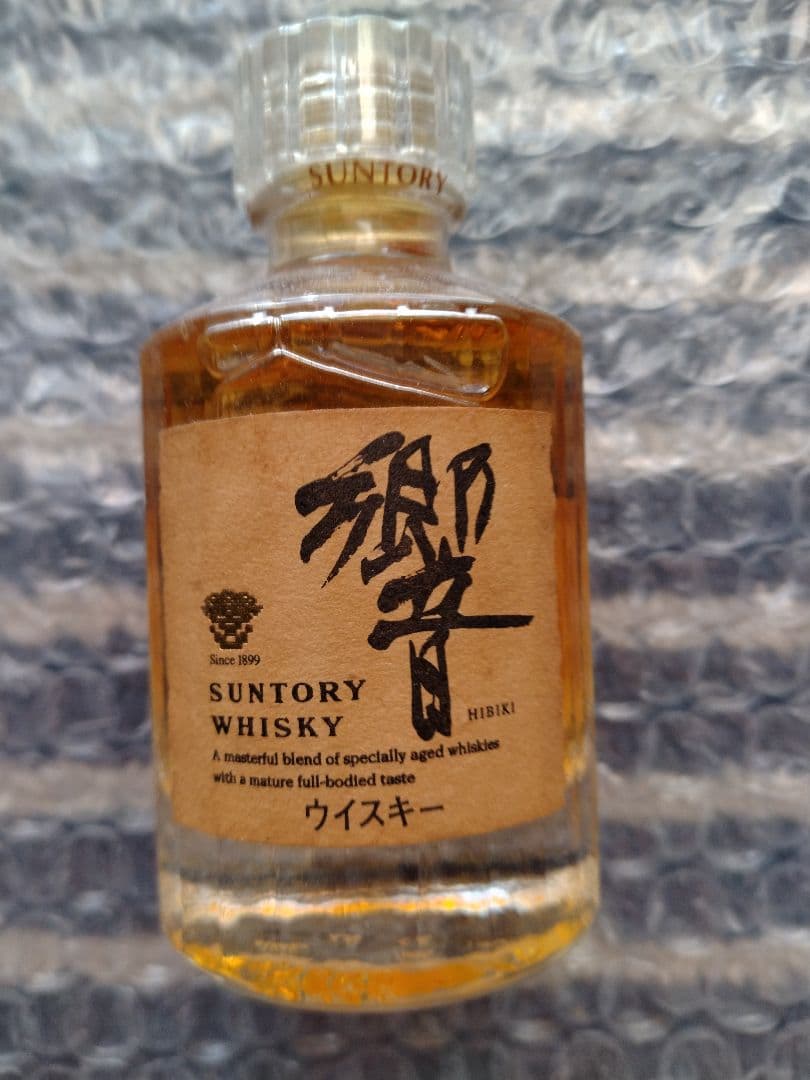 SUNTORY
響
HIBIKI
Since 1899
SUNTORY
WHISKY
A masterful blend of specially aged whiskies
with a mature full-bodied taste
ウイスキー